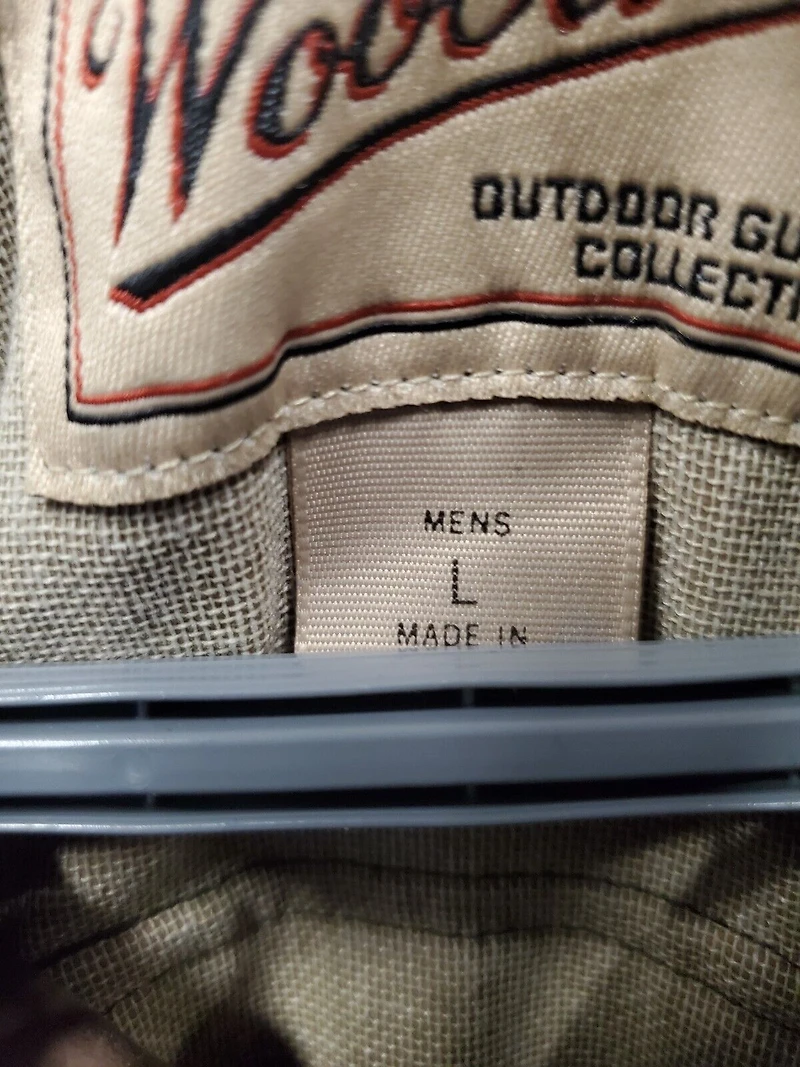 OUTDOOR GU
COLLECTI
MENS
L
MADE IN